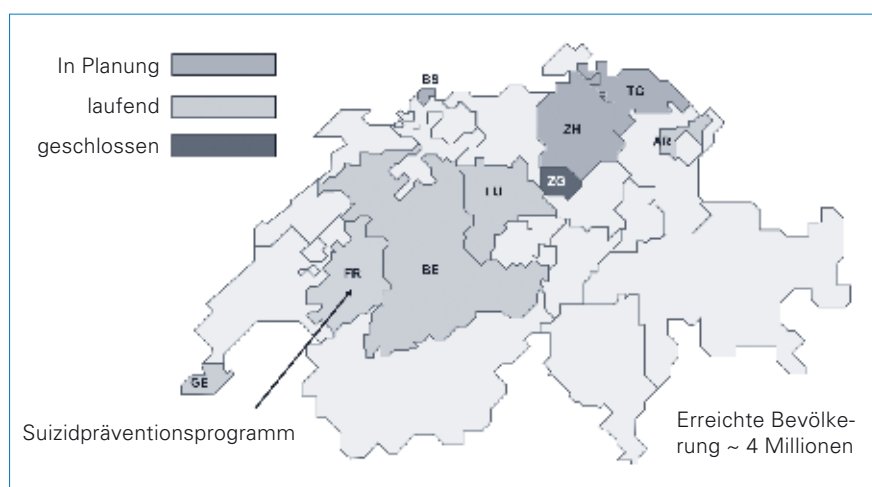 In Planung
laufend
geschlossen
BS
TG
ZH
AR
ZG
LU
FR
BE
GE
Suizidpräventionsprogramm
Erreichte Bevölke-
rung ~ 4 Millionen